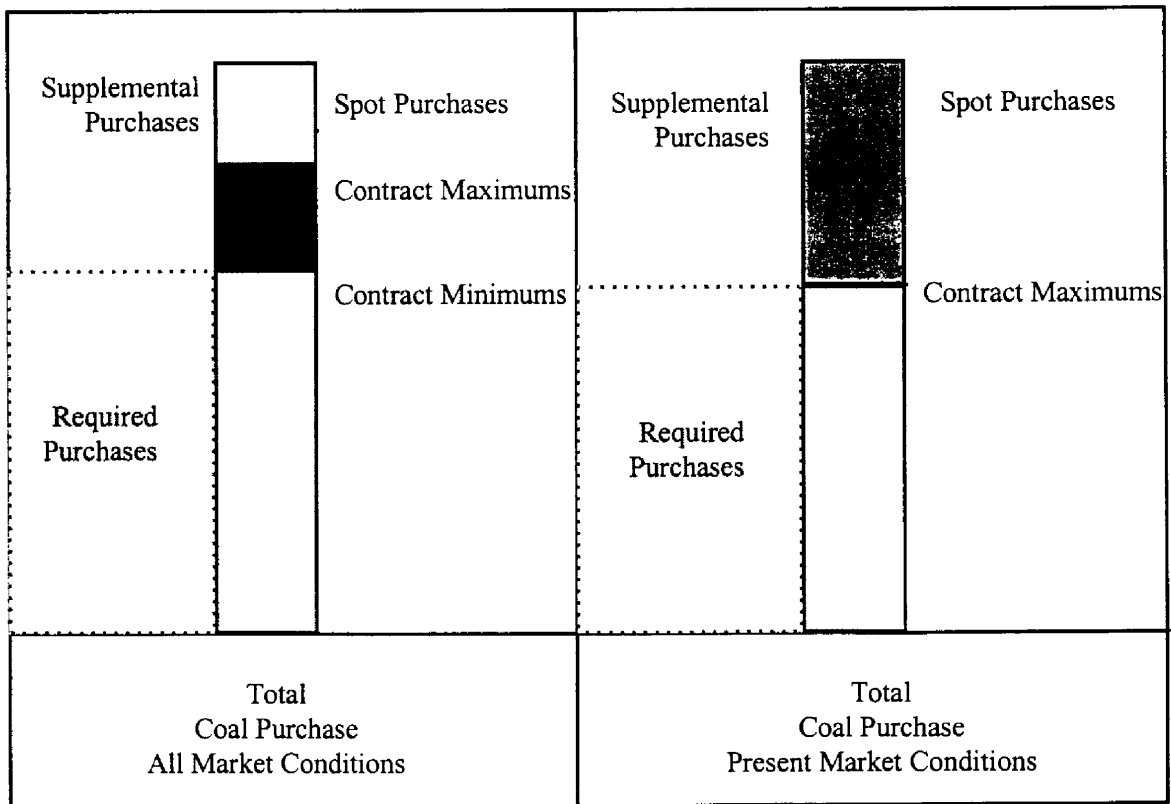 Supplemental
Purchases
Spot Purchases
Contract Maximums
Contract Minimums
Required
Purchases
Total
Coal Purchase
All Market Conditions
Supplemental
Purchases
Spot Purchases
Contract Maximums
Required
Purchases
Total
Coal Purchase
Present Market Conditions